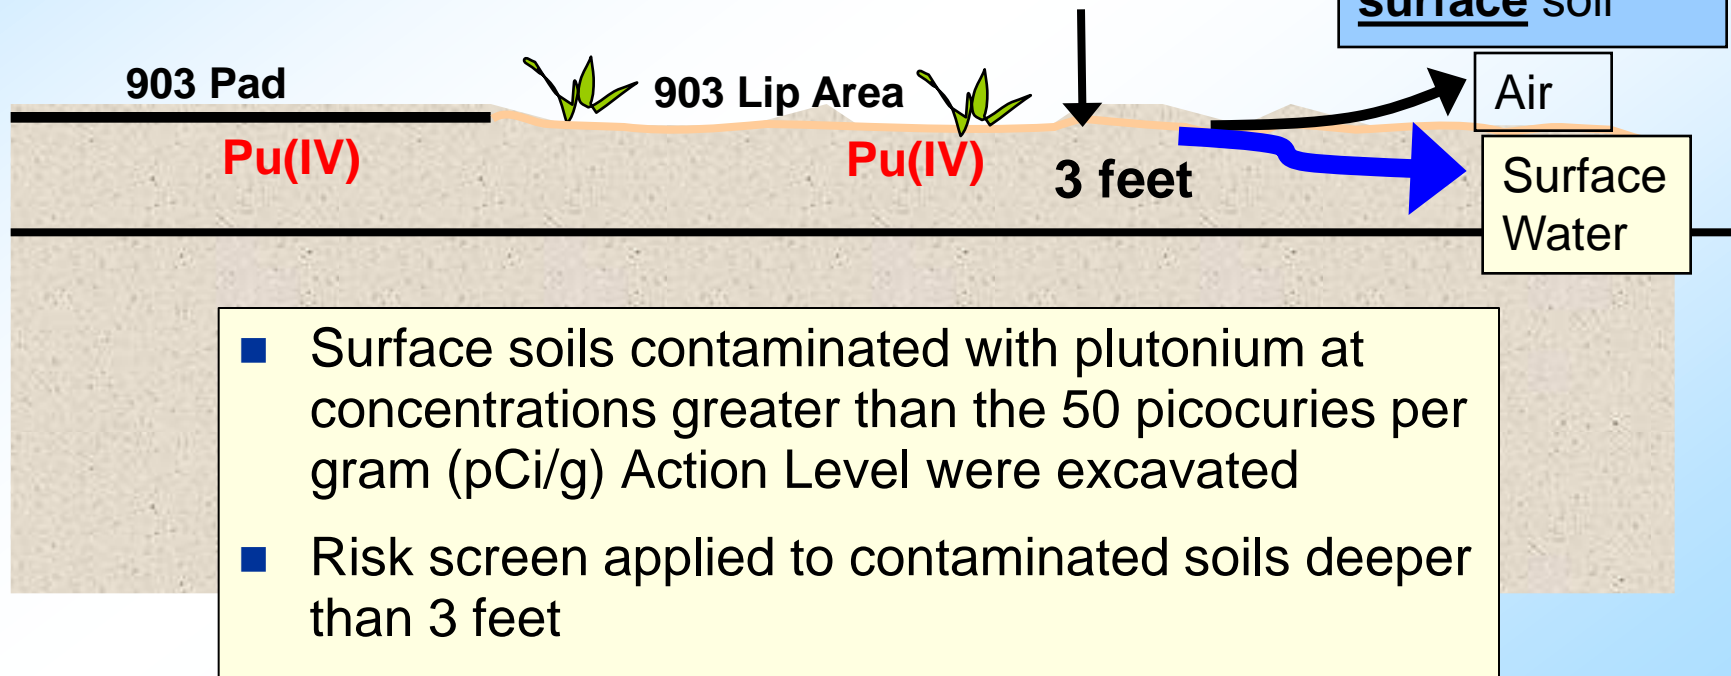 surface soil
903 Pad
903 Lip Area
Air
Pu(IV)
Pu(IV)
3 feet
Surface
Water
■ Surface soils contaminated with plutonium at
concentrations greater than the 50 picocuries per
gram (pCi/g) Action Level were excavated
■ Risk screen applied to contaminated soils deeper
than 3 feet